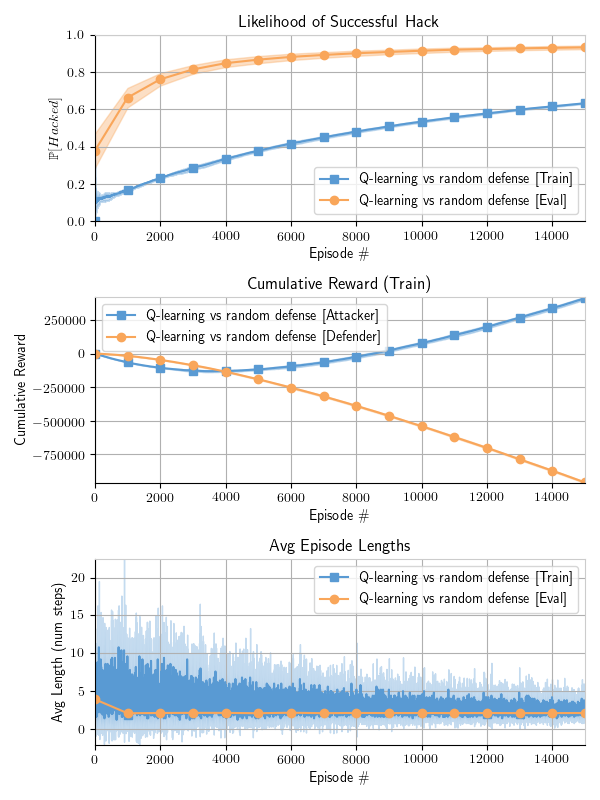 Likelihood of Successful Hack
1.0
0.8
0.6
0.4
0.2
0.0
ℙ[Hacked]
Q-learning vs random defense [Train]
Q-learning vs random defense [Eval]
0 2000 4000 6000 8000 10000 12000 14000
Episode #
Cumulative Reward (Train)
250000
0
−250000
−500000
−750000
Cumulative Reward
Q-learning vs random defense [Attacker]
Q-learning vs random defense [Defender]
0 2000 4000 6000 8000 10000 12000 14000
Episode #
Avg Episode Lengths
20
15
10
5
0
Avg Length (num steps)
Q-learning vs random defense [Train]
Q-learning vs random defense [Eval]
0 2000 4000 6000 8000 10000 12000 14000
Episode #